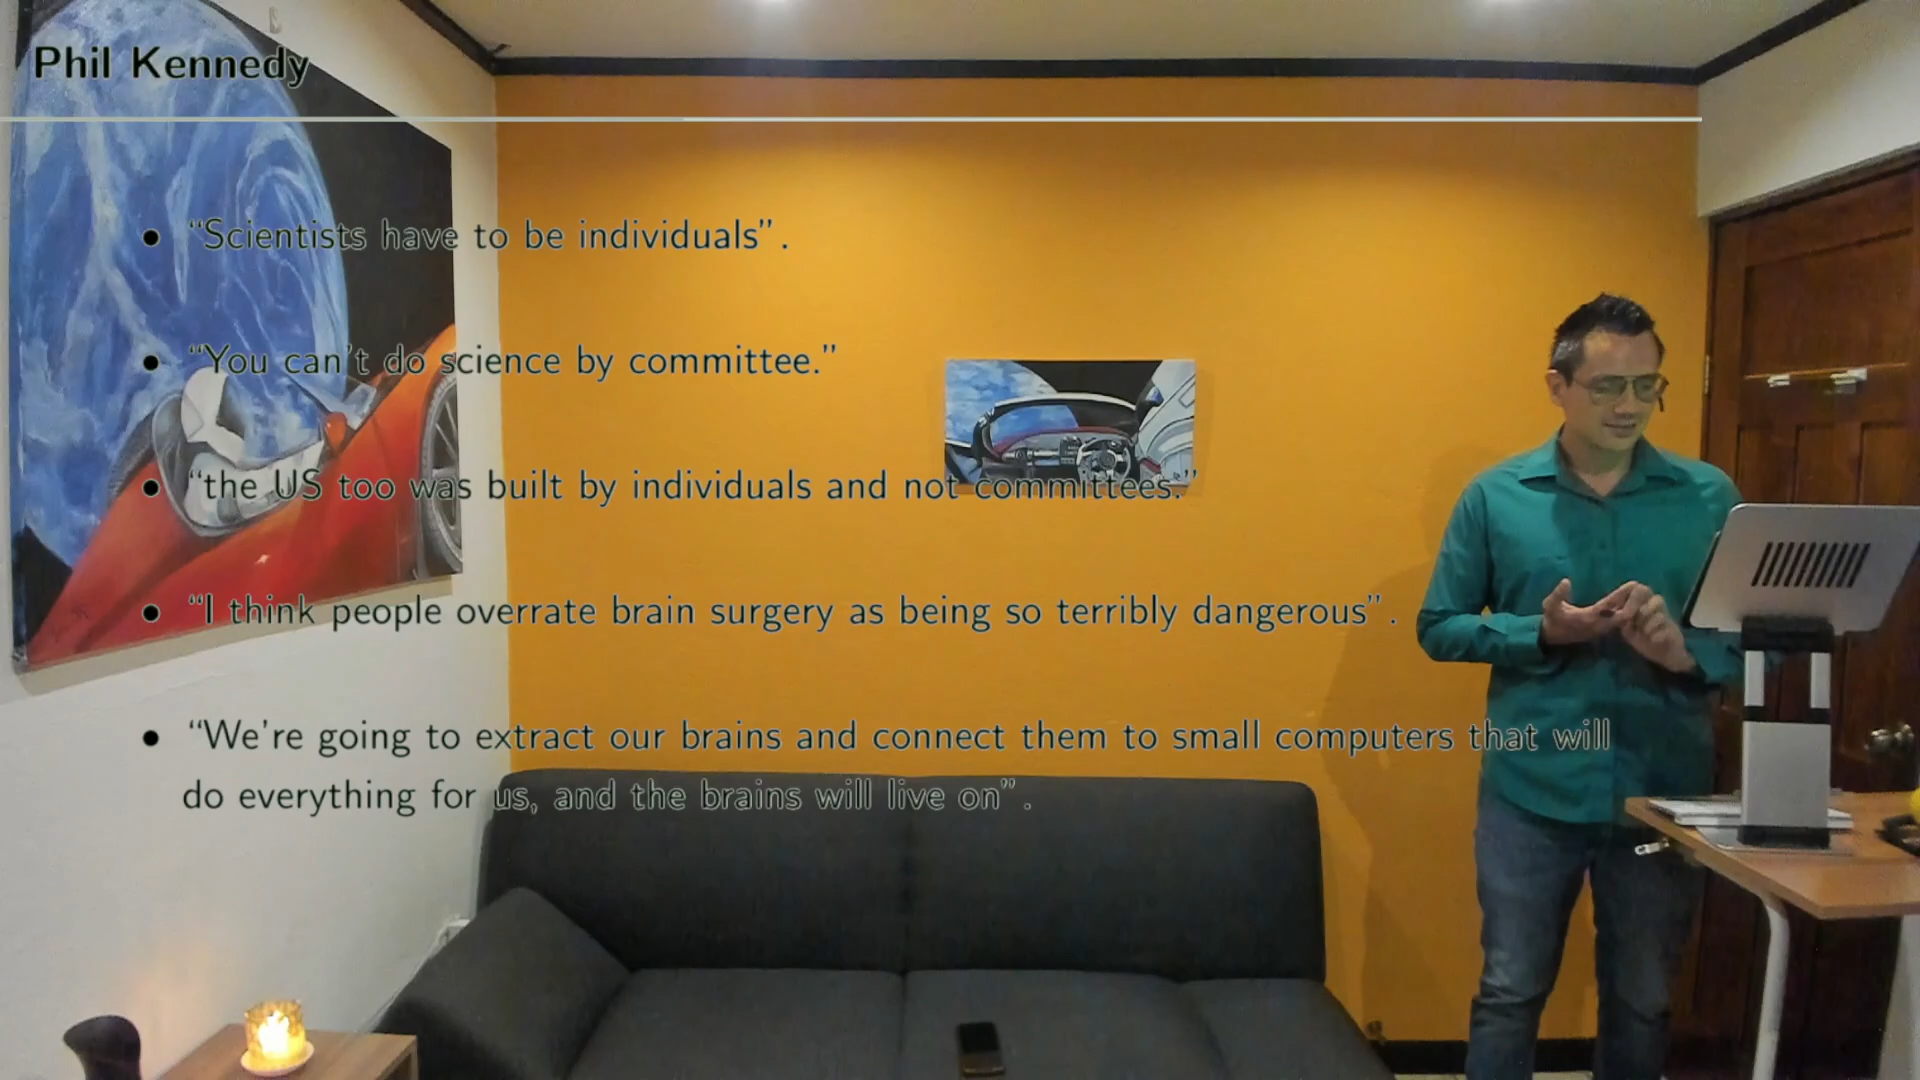 Phil Kennedy
• “Scientists have to be individuals”.
• “You can't do science by committee.”
• “the US too was built by individuals and not committees.”
• “I think people overrate brain surgery as being so terribly dangerous”.
• “We're going to extract our brains and connect them to small computers that will
do everything for us, and the brains will live on”.